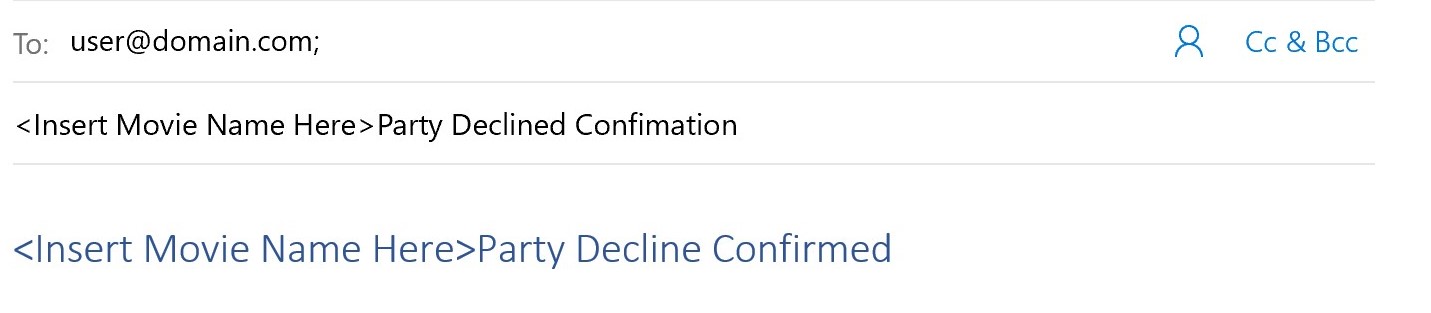 To: user@domain.com; Cc & Bcc
<Insert Movie Name Here>Party Declined Confimation
<Insert Movie Name Here>Party Decline Confirmed